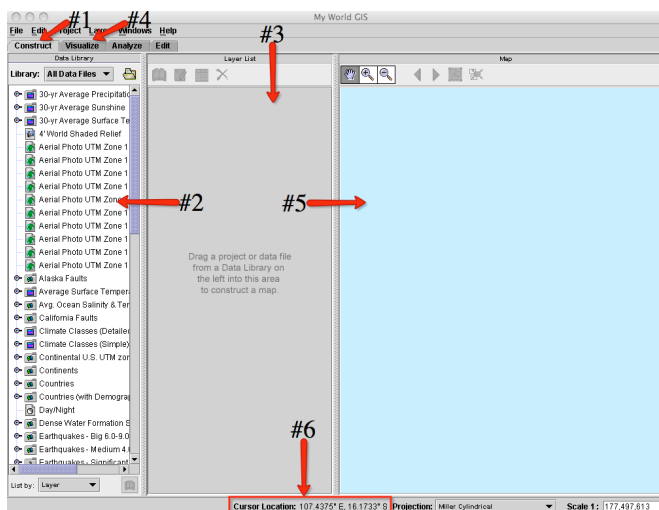 My World GIS
#1
#4
File Edit Project Layer Windows Help
#3
Construct Visualize Analyze Edit
Data Library
Layer List
Map
Library: All Data Files
30-yr Average Precipitatio
30-yr Average Sunshine
30-yr Average Surface Te
4' World Shaded Relief
Aerial Photo UTM Zone 1
Aerial Photo UTM Zone 1
Aerial Photo UTM Zone 1
Aerial Photo UTM Zone 1
Aerial Photo UTM Zone
Aerial Photo UTM Zone 1
Aerial Photo UTM Zone 1
Aerial Photo UTM Zone 1
Aerial Photo UTM Zone 1
Aerial Photo UTM Zone 1
#2
#5
Alaska Faults
Average Surface Tempera
Avg. Ocean Salinity & Ter
California Faults
Climate Classes (Detailed
Climate Classes (Simple)
Continental U.S. UTM zor
Continents
Countries
Countries (with Demograp
Day/Night
Dense Water Formation S
Earthquakes - Big 6.0-9.0
Earthquakes - Medium 4.
Earthquakes - Significant
Drag a project or data file
from a Data Library on
the left into this area
to construct a map.
#6
List by: Layer
Cursor Location: 107.4375° E, 16.1733° S Projection: Miller Cylindrical Scale 1: 177,497,613